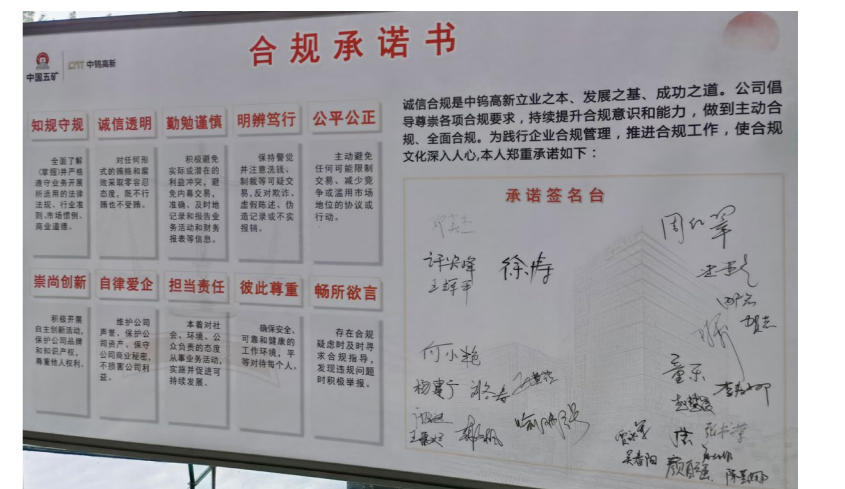 合规承诺书
中国五矿
中钨高新
诚信合规是中钨高新立业之本、发展之基、成功之道。公司倡
导尊崇各项合规要求，持续提升合规意识和能力，做到主动合
规、全面合规。为践行企业合规管理，推进合规工作，使合规
文化深入人心，本人郑重承诺如下：
知规守规
全面了解
(掌握)并严格
遵守业务开展
所适用的法律
法规、行业准
则、市场惯例、
商业道德。
诚信透明
对任何形
式的贿赂和腐
败采取零容忍
态度，既不行
贿也不受贿。
勤勉谨慎
积极避免
实际或潜在的
利益冲突，避
免内幕交易，
准确、及时地
记录和报告业
务活动和财务
报表等信息。
明辨笃行
保持警觉
并注意洗钱、
制裁等可疑交
易，反对欺诈、
虚假陈述、伪
造记录或不实
报销。
公平公正
主动避免
任何可能限制
交易、减少竞
争或滥用市场
地位的协议或
行动。
崇尚创新
积极开展
自主创新活动，
保护公司品牌
和知识产权，
尊重他人权利。
自律爱企
维护公司
声誉、保护公
司资产、保守
公司商业秘密，
不损害公司利
益。
担当责任
本着对社
会、环境、公
众负责的态度
从事业务活动，
实施并促进可
持续发展。
彼此尊重
确保安全、
可靠和健康的
工作环境，平
等对待每个人。
畅所欲言
存在合规
疑虑时及时寻
求合规指导，
发现违规问题
时积极举报。
承诺签名台
徐涛
何小艳
童乐
吴春阳